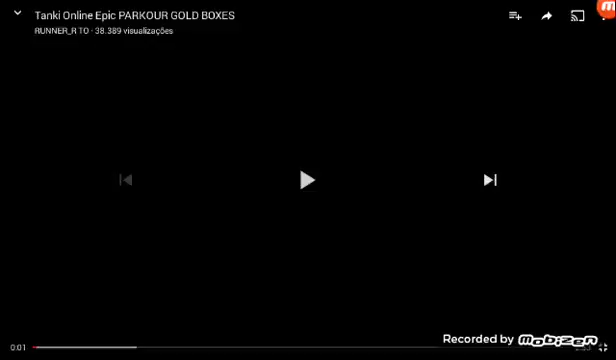 Tanki Online Epic PARKOUR GOLD BOXES
RUNNER_R TO · 38.389 visualizações
0:01
Recorded by MOBIZEN